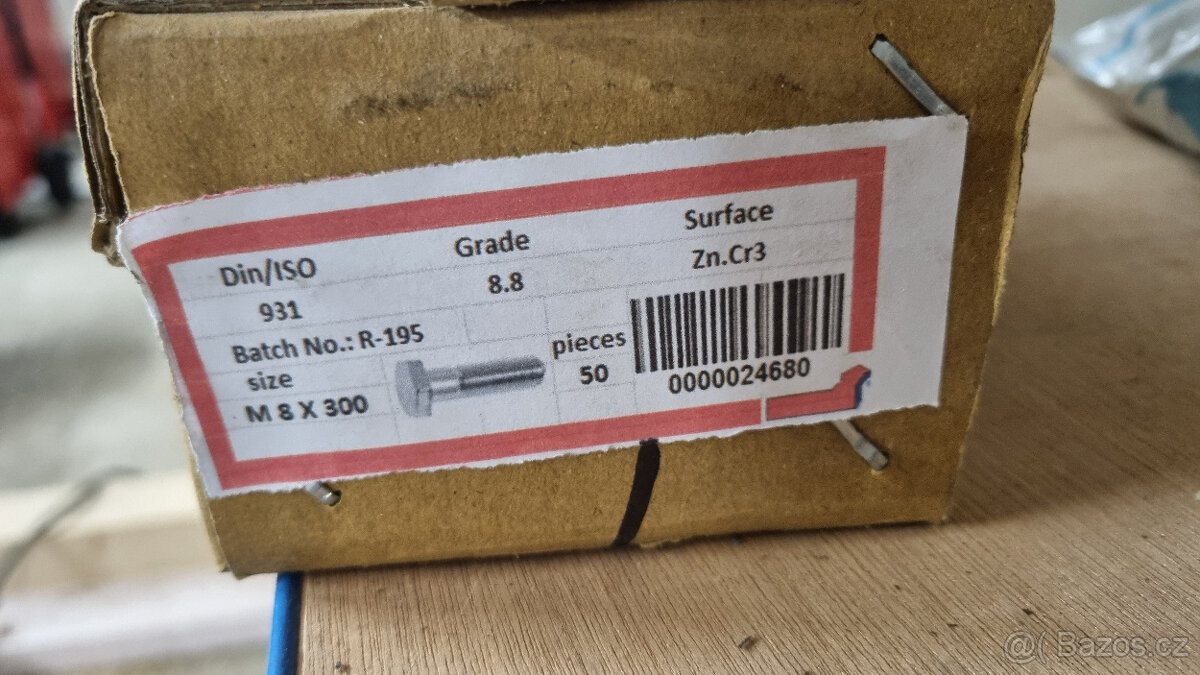 Din/ISO Grade Surface
931 8.8 Zn.Cr3
Batch No.: R-195
size pieces
M 8 X 300 50 0000024680
@( Bazos.cz